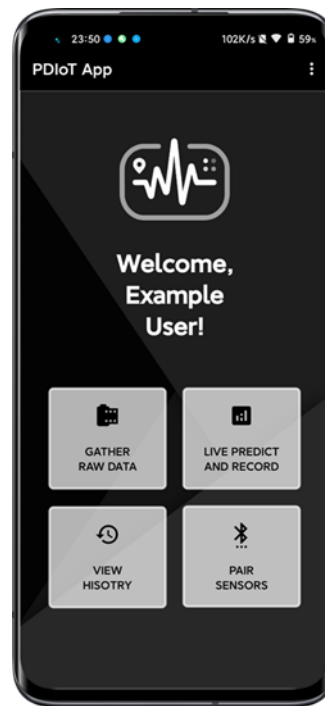 23:50 102K/s 59%
PDIoT App
Welcome,
Example
User!
GATHER
RAW DATA
LIVE PREDICT
AND RECORD
VIEW
HISOTRY
PAIR
SENSORS